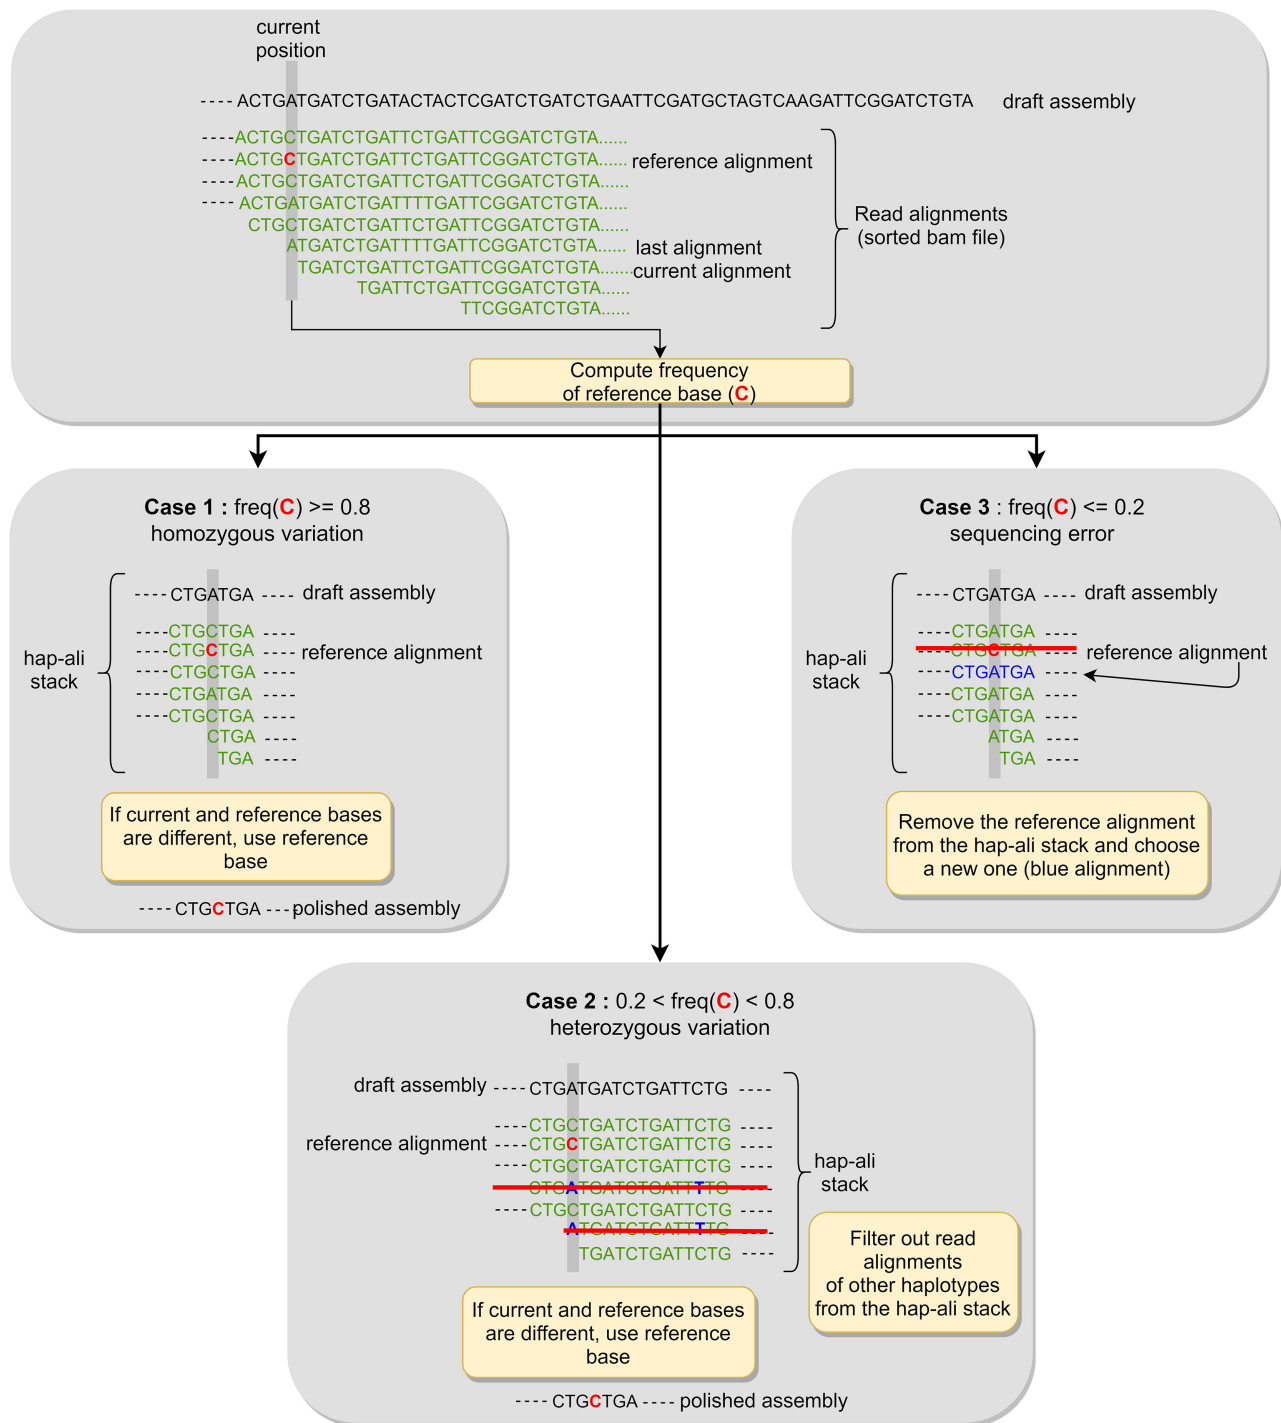 current
position
---- ACTGATGATCTGATACTACTCGATCTGATCTGAATTCGATGCTAGTCAAGATTCGGATCTGTA draft assembly
----ACTGCTGATCTGATTCTGATTCGGATCTGTA......
----ACTGCTGATCTGATTCTGATTCGGATCTGTA...... reference alignment
----ACTGCTGATCTGATTCTGATTCGGATCTGTA......
----ACTGATGATCTGATTTTGATTCGGATCTGTA......
CTGCTGATCTGATTCTGATTCGGATCTGTA......
ATGATCTGATTTTGATTCGGATCTGTA...... last alignment
TGATCTGATTCTGATTCGGATCTGTA....... current alignment
TGATTCTGATTCGGATCTGTA......
TTCGGATCTGTA......
Read alignments
(sorted bam file)
Compute frequency
of reference base (C)
Case 1 : freq(C) >= 0.8
homozygous variation
hap-ali
stack
----CTGATGA ---- draft assembly
----CTGCTGA ----
----CTGCTGA ---- reference alignment
----CTGCTGA ----
----CTGATGA ----
----CTGCTGA ----
CTGA ----
TGA ----
If current and reference bases
are different, use reference
base
----CTGCTGA ----polished assembly
Case 3 : freq(C) <= 0.2
sequencing error
hap-ali
stack
----CTGATGA ---- draft assembly
----CTGATGA ----
----CTGCTGA ---- reference alignment
----CTGATGA ----
----CTGATGA ----
----CTGATGA ----
ATGA ----
TGA ----
Remove the reference alignment
from the hap-ali stack and choose
a new one (blue alignment)
Case 2 : 0.2 < freq(C) < 0.8
heterozygous variation
draft assembly ----CTGATGATCTGATTCTG ----
----CTGCTGATCTGATTCTG ----
reference alignment ----CTGCTGATCTGATTCTG ----
----CTGCTGATCTGATTCTG ----
----CTGATGATCTGATTTTG ----
----CTGCTGATCTGATTCTG ----
ATGATCTGATTTTG ----
TGATCTGATTCTG ----
hap-ali
stack
Filter out read
alignments
of other haplotypes
from the hap-ali stack
If current and reference bases
are different, use reference
base
----CTGCTGA ---- polished assembly